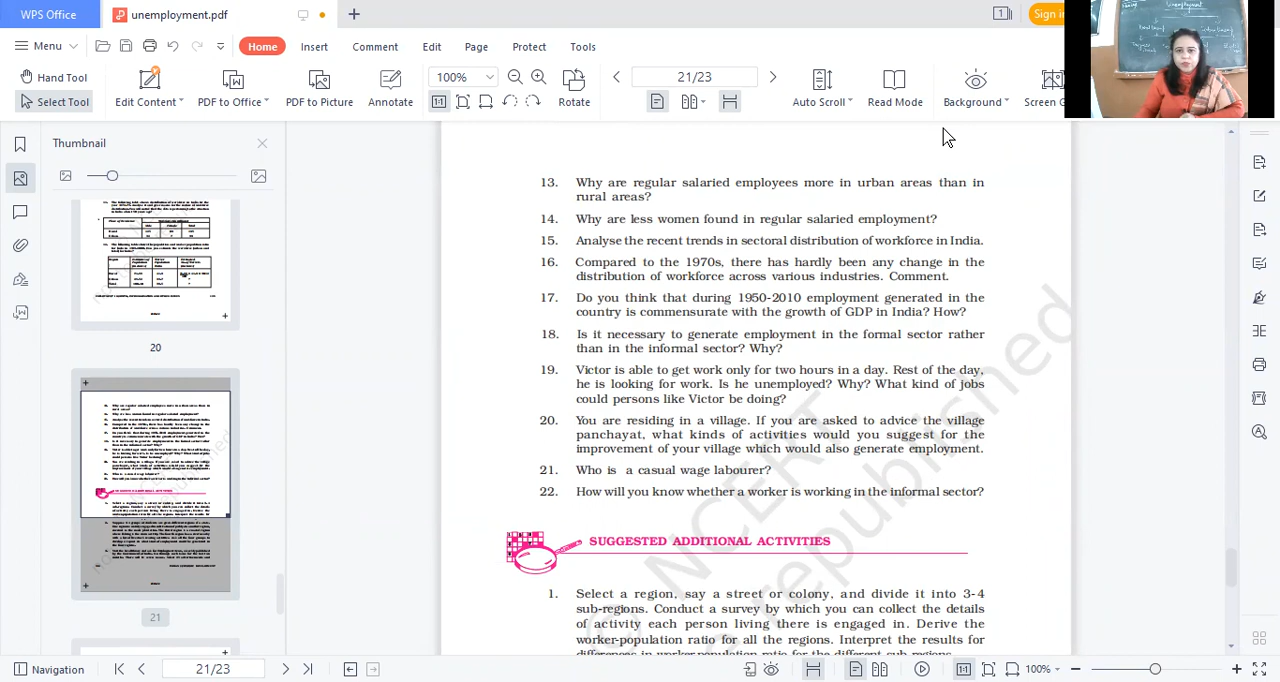 WPS Office
unemployment.pdf
1
Sign in
Menu
Home
Insert
Comment
Edit
Page
Protect
Tools
Hand Tool
Select Tool
Edit Content
PDF to Office
PDF to Picture
Annotate
100%
Rotate
21/23
Auto Scroll
Read Mode
Background
Screen G
Thumbnail
20
21
13. Why are regular salaried employees more in urban areas than in
rural areas?
14. Why are less women found in regular salaried employment?
15. Analyse the recent trends in sectoral distribution of workforce in India.
16. Compared to the 1970s, there has hardly been any change in the
distribution of workforce across various industries. Comment.
17. Do you think that during 1950-2010 employment generated in the
country is commensurate with the growth of GDP in India? How?
18. Is it necessary to generate employment in the formal sector rather
than in the informal sector? Why?
19. Victor is able to get work only for two hours in a day. Rest of the day,
he is looking for work. Is he unemployed? Why? What kind of jobs
could persons like Victor be doing?
20. You are residing in a village. If you are asked to advice the village
panchayat, what kinds of activities would you suggest for the
improvement of your village which would also generate employment.
21. Who is a casual wage labourer?
22. How will you know whether a worker is working in the informal sector?
SUGGESTED ADDITIONAL ACTIVITIES
1. Select a region, say a street or colony, and divide it into 3-4
sub-regions. Conduct a survey by which you can collect the details
of activity each person living there is engaged in. Derive the
worker-population ratio for all the regions. Interpret the results for
differences in worker-population ratio for the different sub-regions.
© NCERT
republished
Navigation
21/23
100%